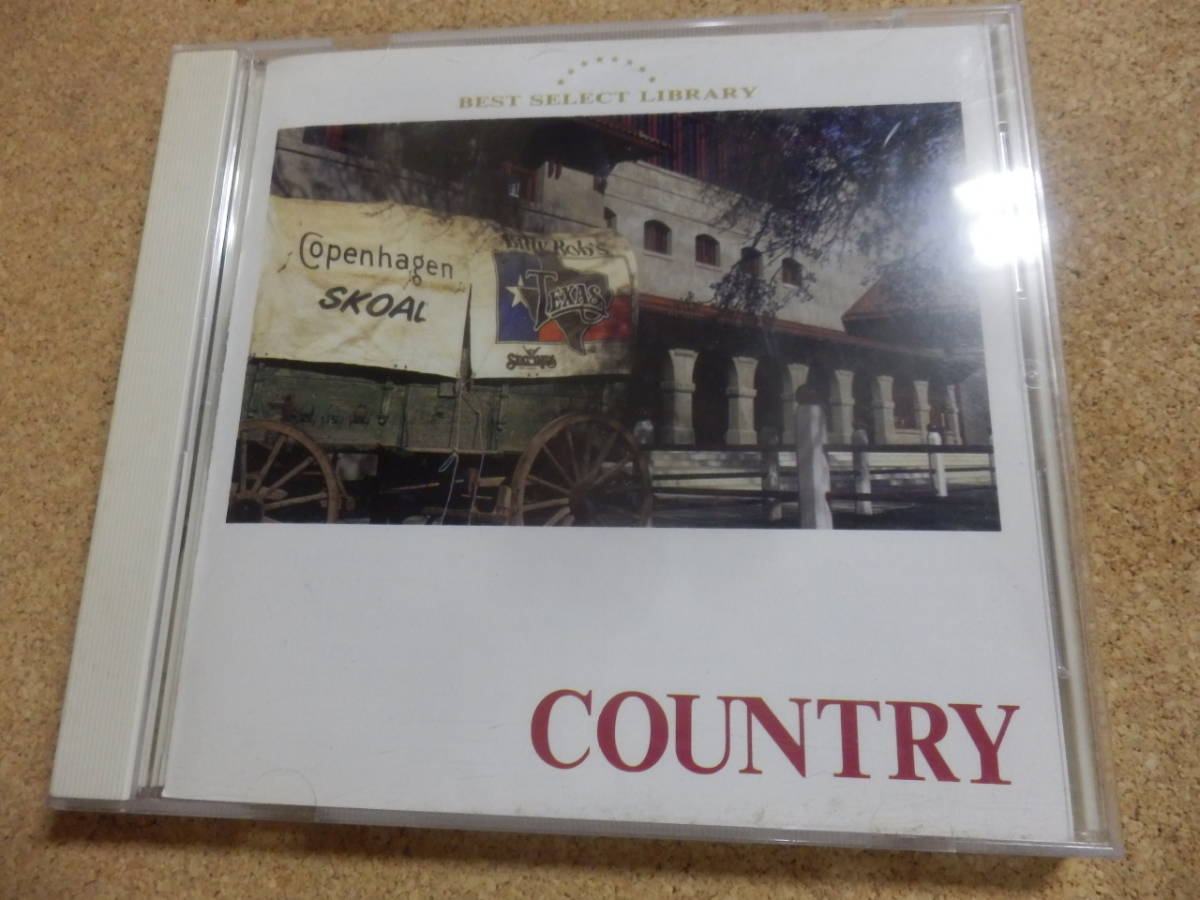 BEST SELECT LIBRARY
Copenhagen
SKOAL
Billy Bob's
TEXAS
COUNTRY